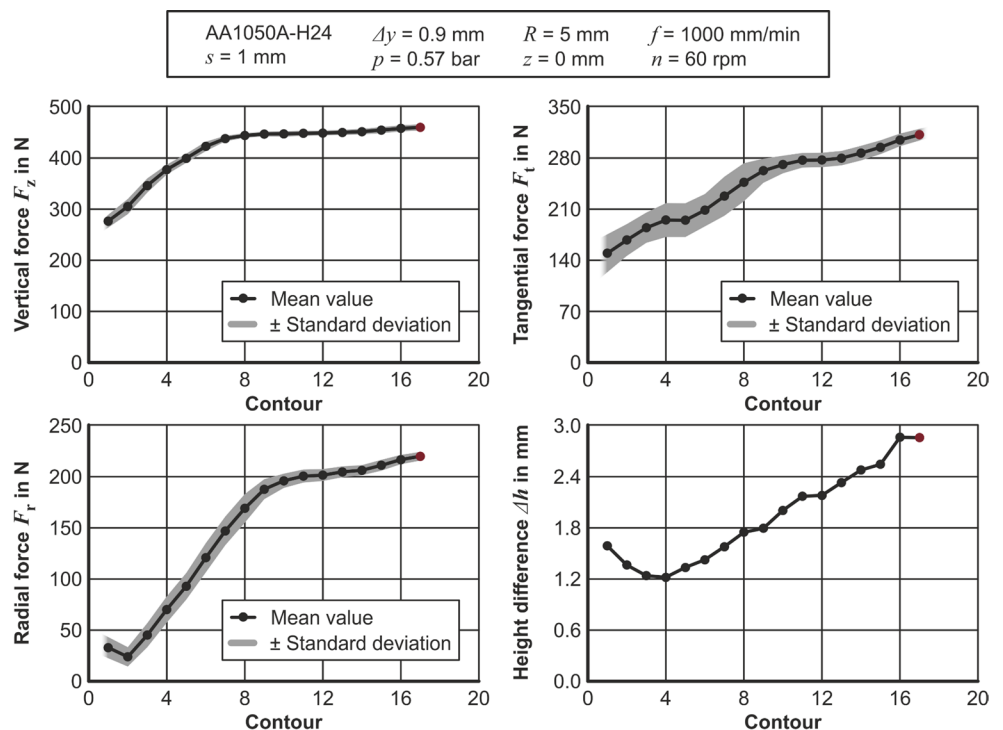 AA1050A-H24 Δy = 0.9 mm R = 5 mm f = 1000 mm/min
s = 1 mm p = 0.57 bar z = 0 mm n = 60 rpm
Vertical force Fz in N
500
400
300
200
100
0
Mean value
± Standard deviation
0 4 8 12 16 20
Contour
Tangential force Ft in N
350
280
210
140
70
0
Mean value
± Standard deviation
0 4 8 12 16 20
Contour
Radial force Fr in N
250
200
150
100
50
0
Mean value
± Standard deviation
0 4 8 12 16 20
Contour
Height difference Δh in mm
3.0
2.4
1.8
1.2
0.6
0.0
0 4 8 12 16 20
Contour